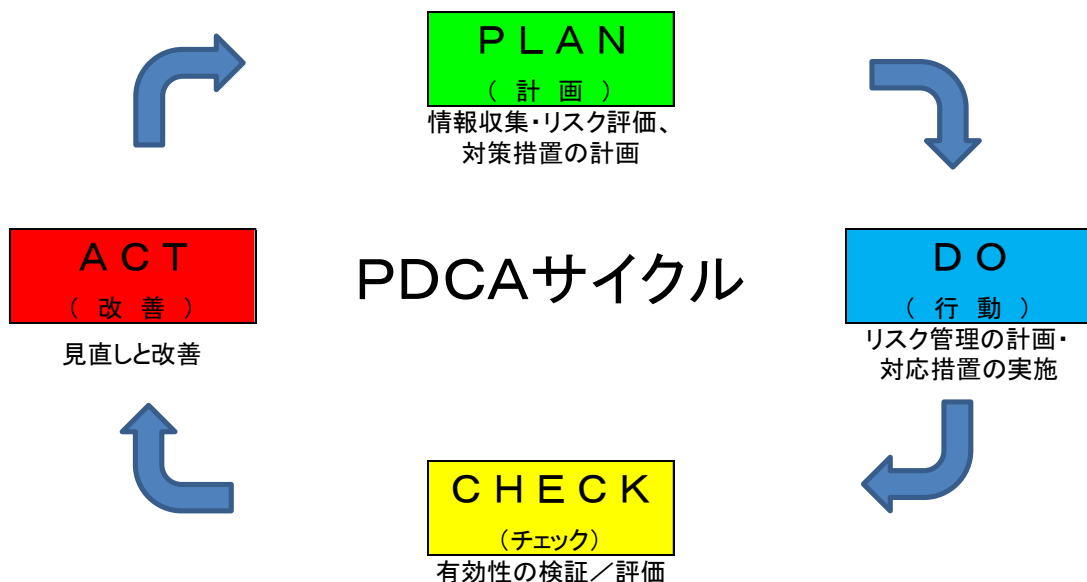 PLAN
(計画)
情報収集・リスク評価、
対策措置の計画
ACT
(改善)
見直しと改善
PDCAサイクル
DO
(行動)
リスク管理の計画・
対応措置の実施
CHECK
(チェック)
有効性の検証／評価